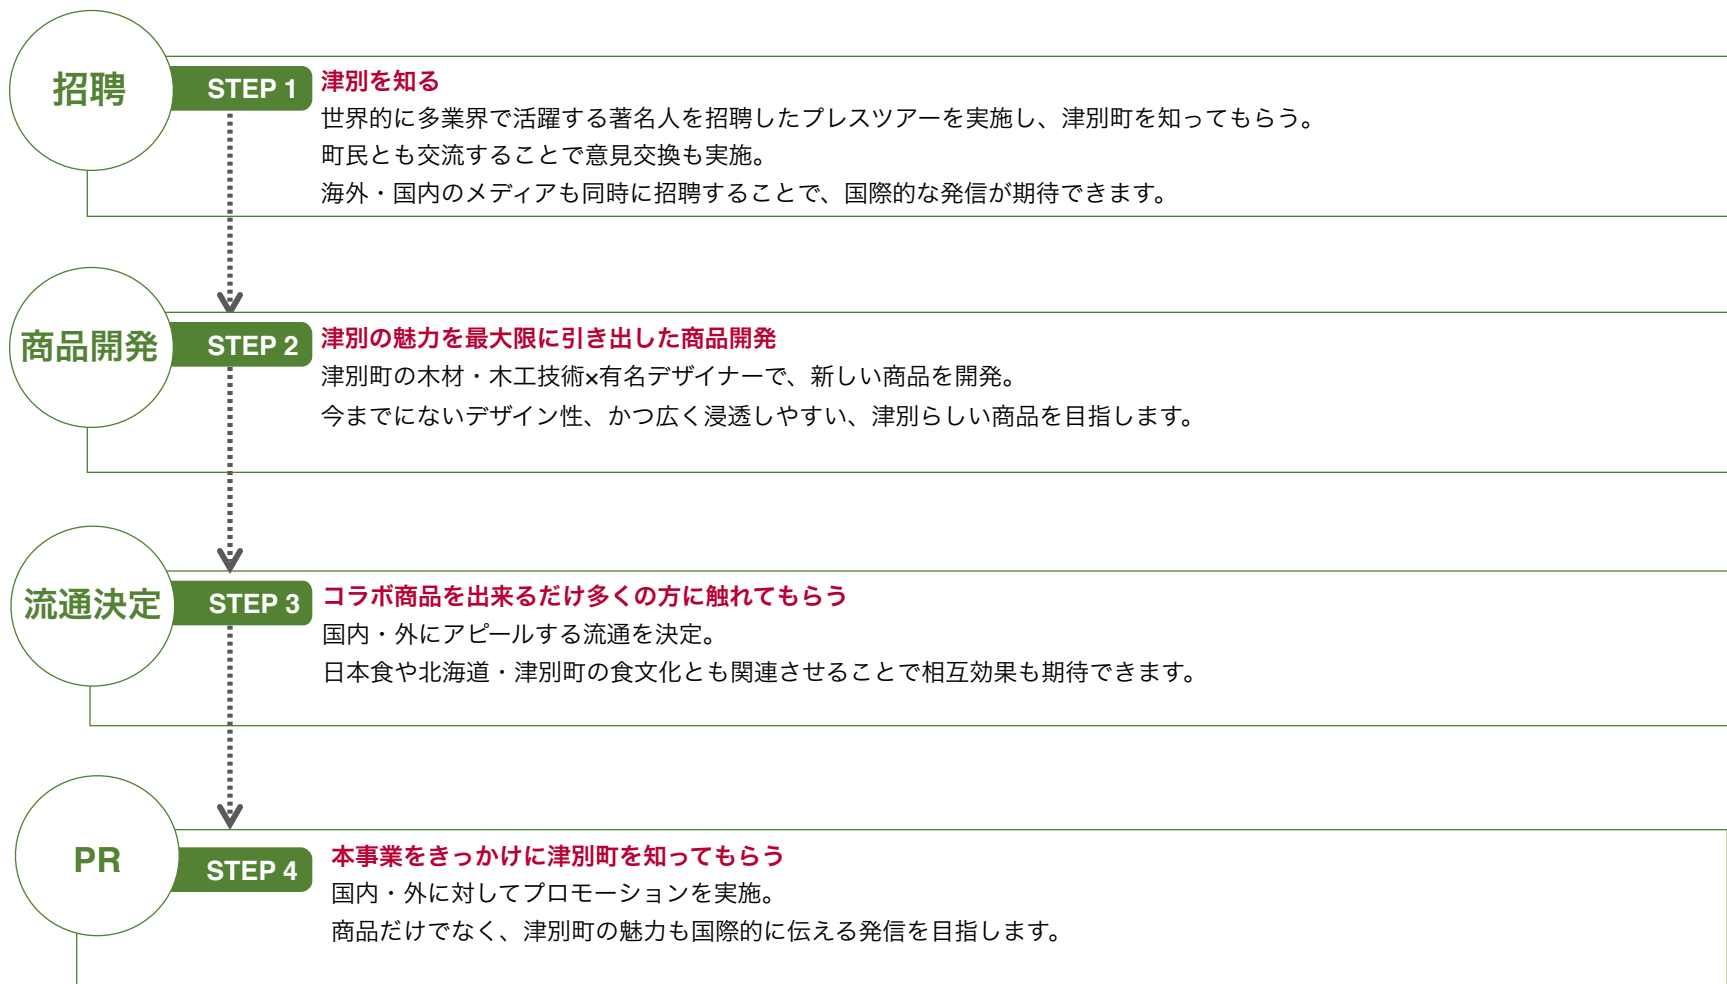 招聘
STEP 1
津別を知る
世界的に多業界で活躍する著名人を招聘したプレスツアーを実施し、津別町を知ってもらう。
町民とも交流することで意見交換も実施。
海外・国内のメディアも同時に招聘することで、国際的な発信が期待できます。
商品開発
STEP 2
津別の魅力を最大限に引き出した商品開発
津別町の木材・木工技術×有名デザイナーで、新しい商品を開発。
今までにないデザイン性、かつ広く浸透しやすい、津別らしい商品を目指します。
流通決定
STEP 3
コラボ商品を出来るだけ多くの方に触れてもらう
国内・外にアピールする流通を決定。
日本食や北海道・津別町の食文化とも関連させることで相互効果も期待できます。
PR
STEP 4
本事業をきっかけに津別町を知ってもらう
国内・外に対してプロモーションを実施。
商品だけでなく、津別町の魅力も国際的に伝える発信を目指します。